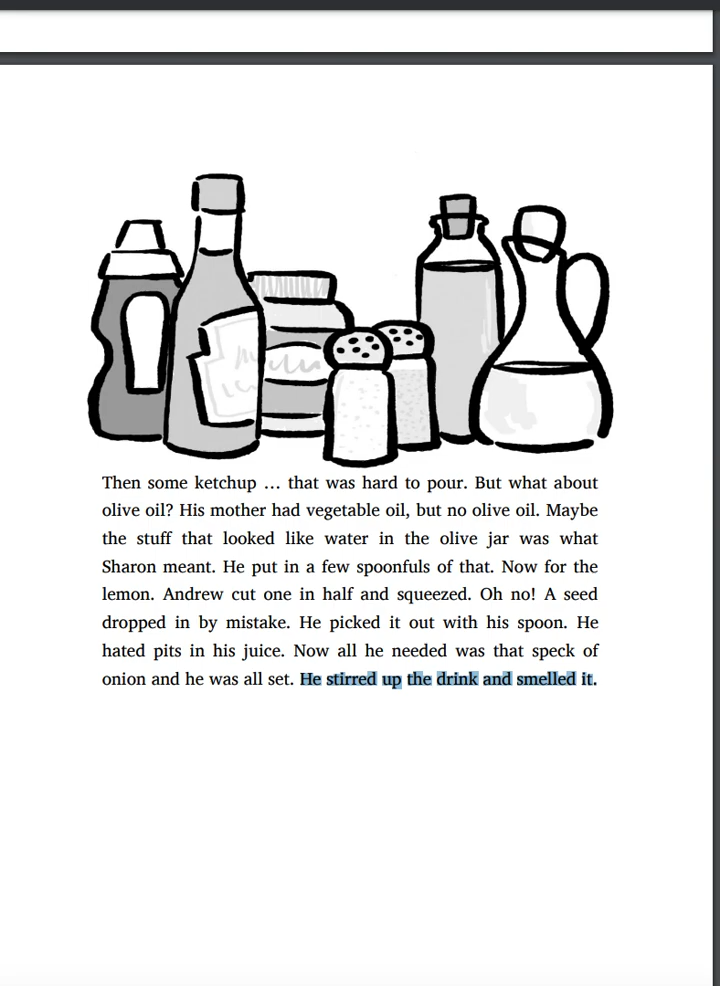 Then some ketchup … that was hard to pour. But what about
olive oil? His mother had vegetable oil, but no olive oil. Maybe
the stuff that looked like water in the olive jar was what
Sharon meant. He put in a few spoonfuls of that. Now for the
lemon. Andrew cut one in half and squeezed. Oh no! A seed
dropped in by mistake. He picked it out with his spoon. He
hated pits in his juice. Now all he needed was that speck of
onion and he was all set. He stirred up the drink and smelled it.